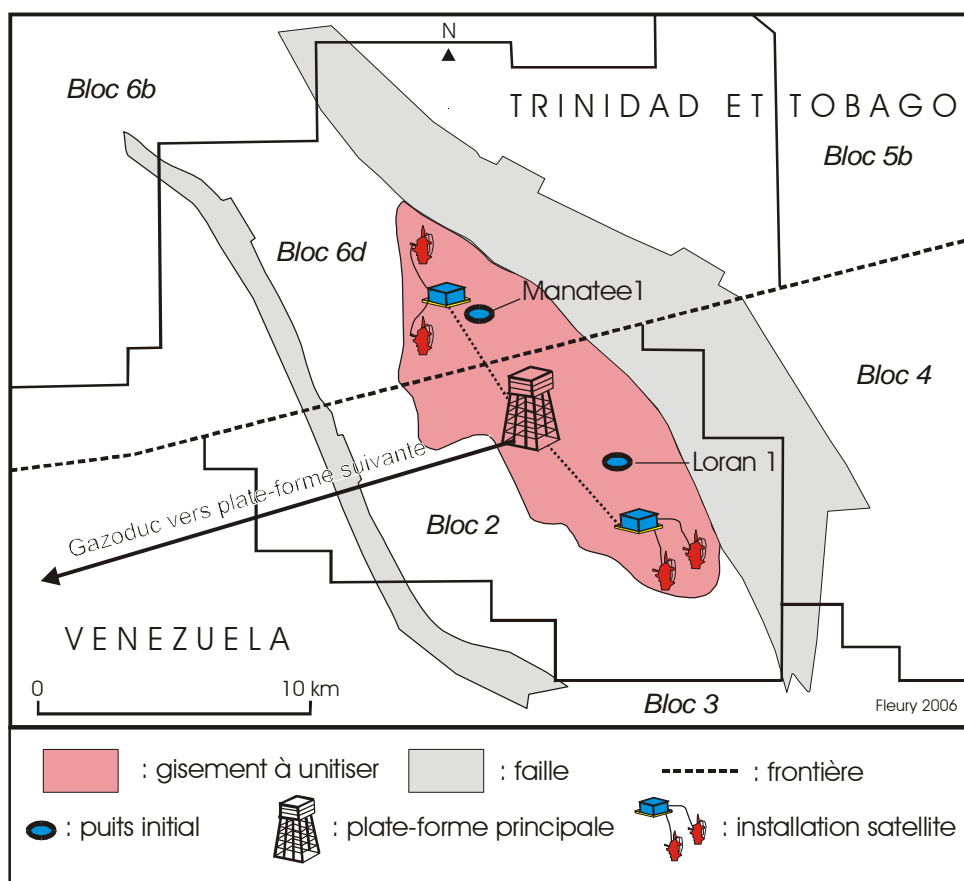 N
Bloc 6b
TRINIDAD ET TOBAGO
Bloc 5b
Bloc 6d
Manatee1
Bloc 4
Loran 1
Gazoduc vers plate-forme suivante
Bloc 2
VENEZUELA
0 10 km
Bloc 3
Fleury 2006
: gisement à unitiser
: faille
: frontière
: puits initial
: plate-forme principale
: installation satellite